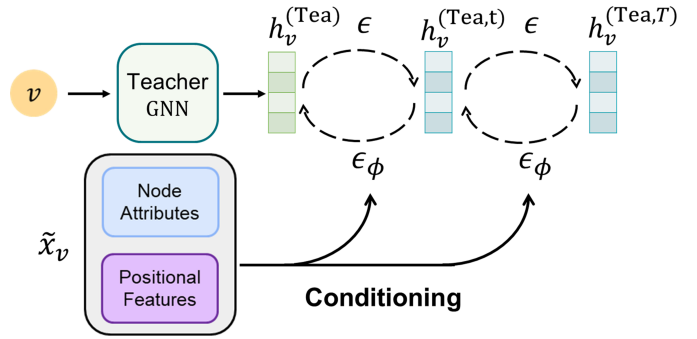 h_v^(Tea) ϵ h_v^(Tea,t) ϵ h_v^(Tea,T)
v
Teacher
GNN
ϵ_ϕ ϵ_ϕ
x̃_v
Node
Attributes
Positional
Features
Conditioning